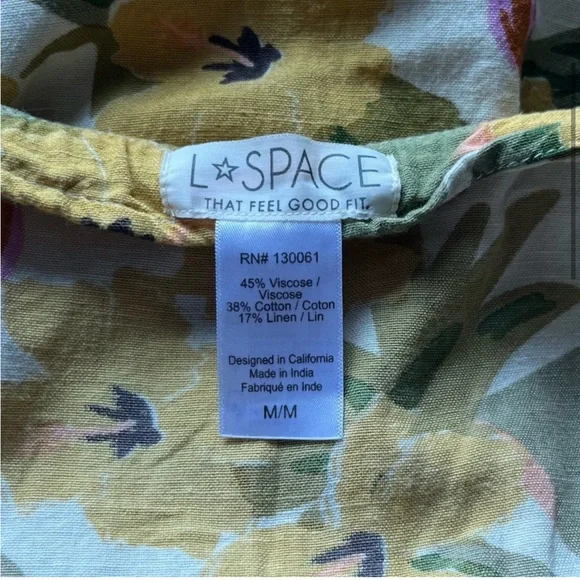 L☆SPACE
THAT FEEL GOOD FIT.
RN# 130061
45% Viscose /
Viscose
38% Cotton / Coton
17% Linen / Lin
Designed in California
Made in India
Fabriqué en Inde
M/M